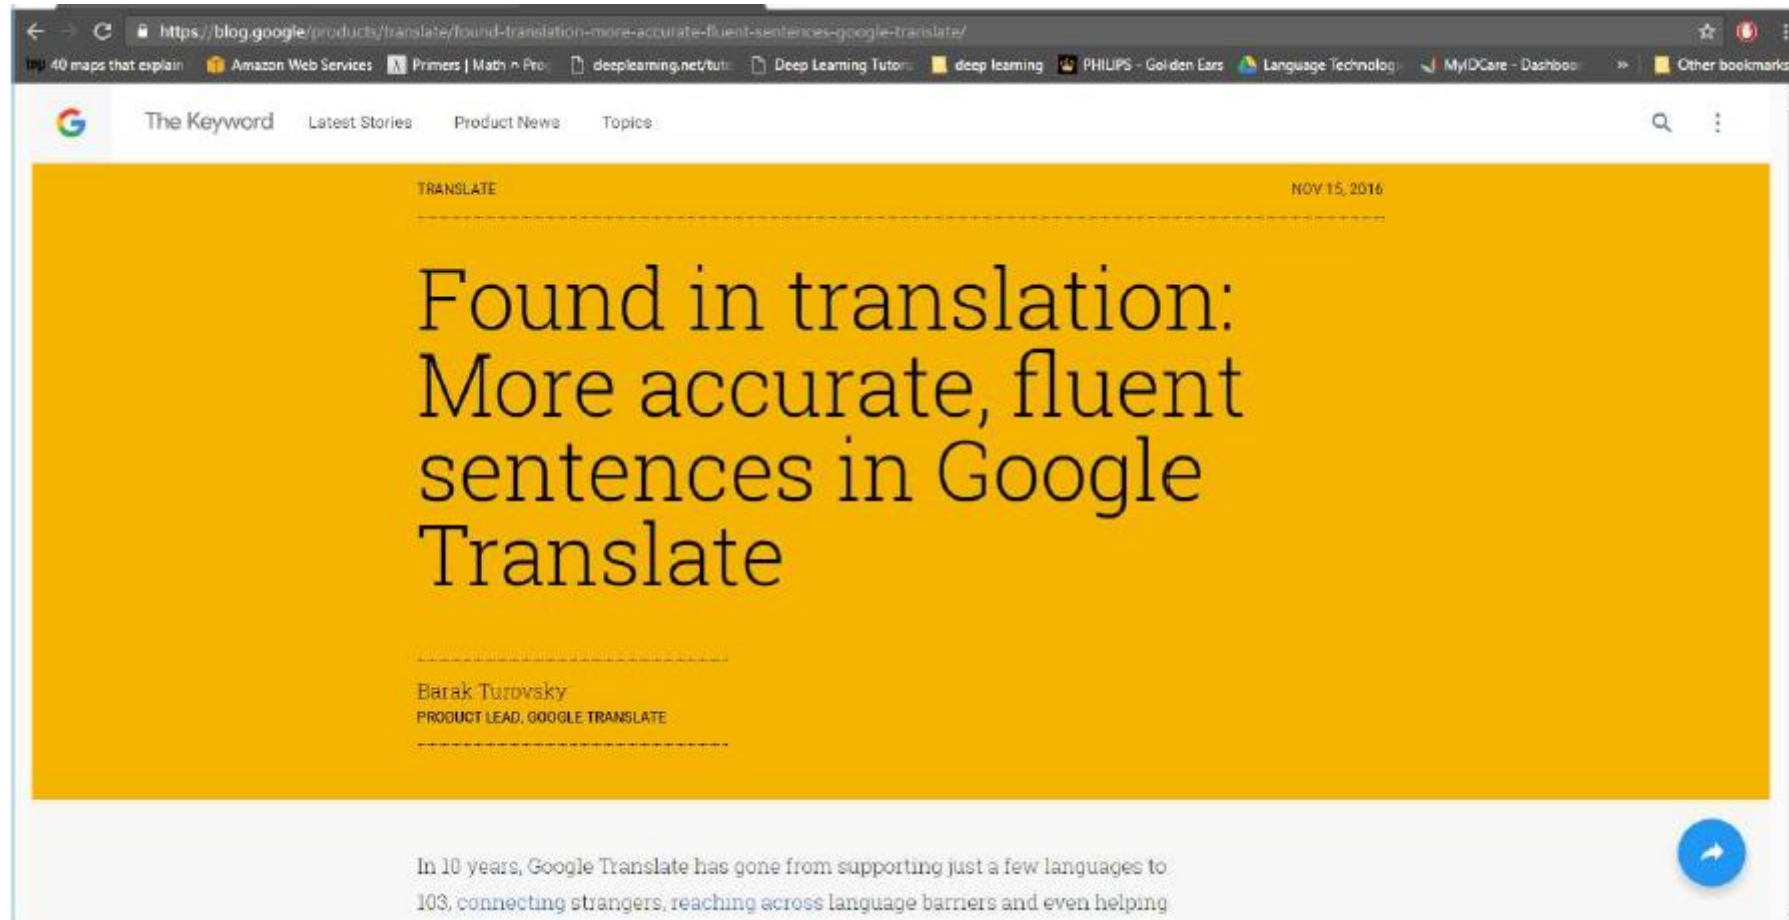 https://blog.google/products/translate/found-translation-more-accurate-fluent-sentences-google-translate/
40 maps that explain Amazon Web Services Primers | Math ∩ Prog deeplearning.net/tuto Deep Learning Tutori deep learning PHILIPS - Golden Ears Language Technolog MyIDCare - Dashboa » Other bookmarks
The Keyword Latest Stories Product News Topics
TRANSLATE NOV 15, 2016
Found in translation:
More accurate, fluent
sentences in Google
Translate
Barak Turovsky
PRODUCT LEAD, GOOGLE TRANSLATE
In 10 years, Google Translate has gone from supporting just a few languages to
103, connecting strangers, reaching across language barriers and even helping